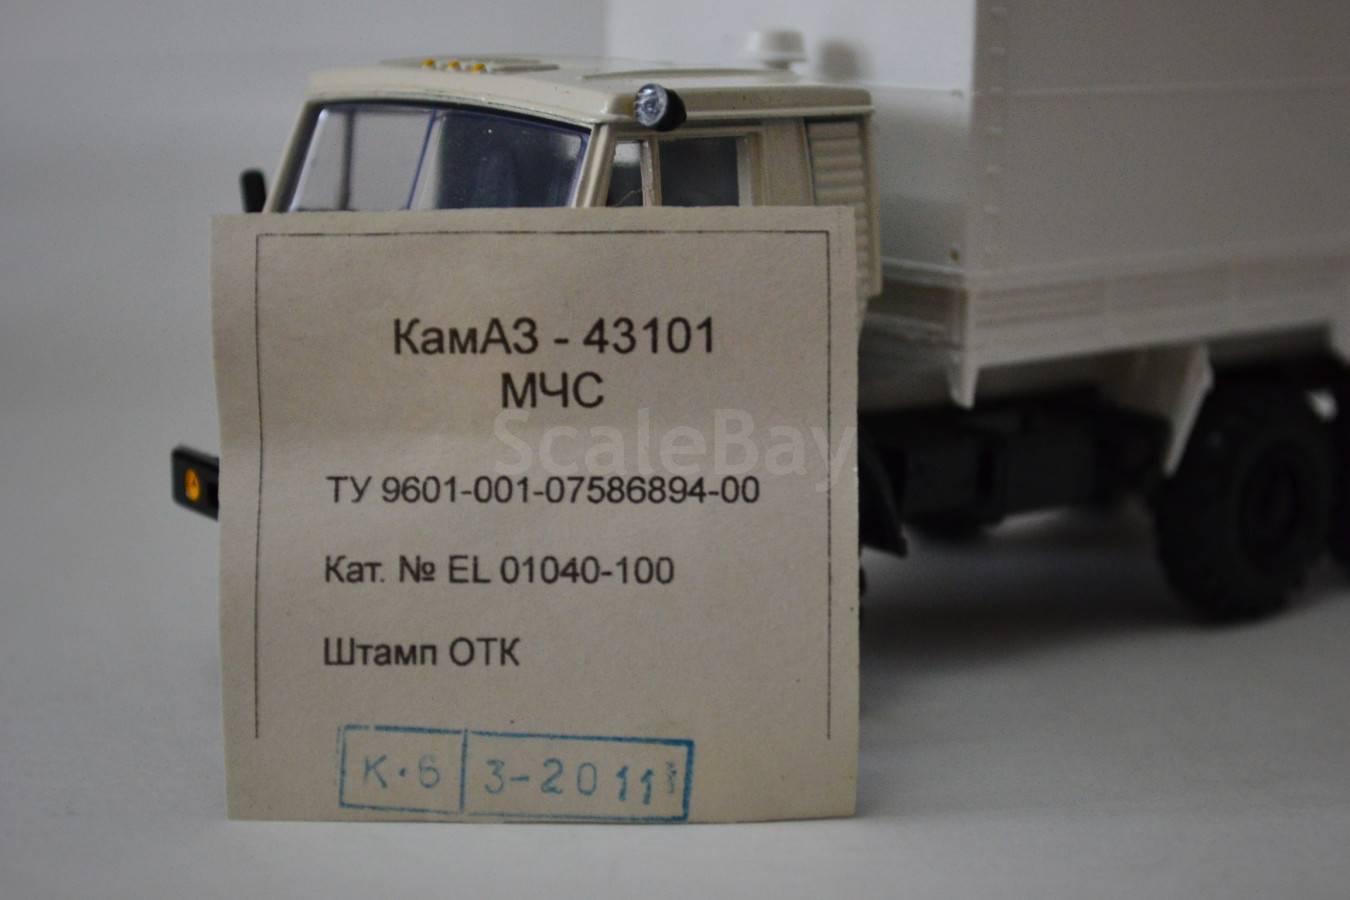 КамАЗ - 43101
МЧС
ScaleBay
ТУ 9601-001-07586894-00
Кат. № EL 01040-100
Штамп ОТК
К·6 3-2011